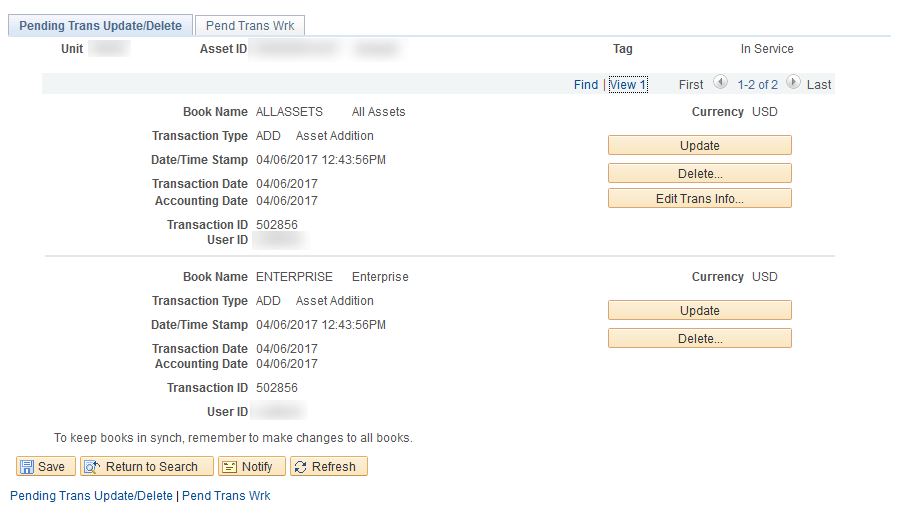 Pending Trans Update/Delete Pend Trans Wrk
Unit Asset ID Tag In Service
Find | View 1 First 1-2 of 2 Last
Book Name ALLASSETS All Assets Currency USD
Transaction Type ADD Asset Addition
Update
Date/Time Stamp 04/06/2017 12:43:56PM
Delete...
Transaction Date 04/06/2017
Accounting Date 04/06/2017
Edit Trans Info...
Transaction ID 502856
User ID
Book Name ENTERPRISE Enterprise Currency USD
Transaction Type ADD Asset Addition
Update
Date/Time Stamp 04/06/2017 12:43:56PM
Delete...
Transaction Date 04/06/2017
Accounting Date 04/06/2017
Transaction ID 502856
User ID
To keep books in synch, remember to make changes to all books.
Save Return to Search Notify Refresh
Pending Trans Update/Delete | Pend Trans Wrk